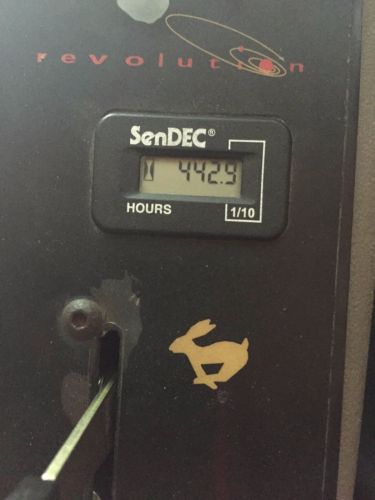 revolution
SenDEC®
442.9
HOURS
1/10